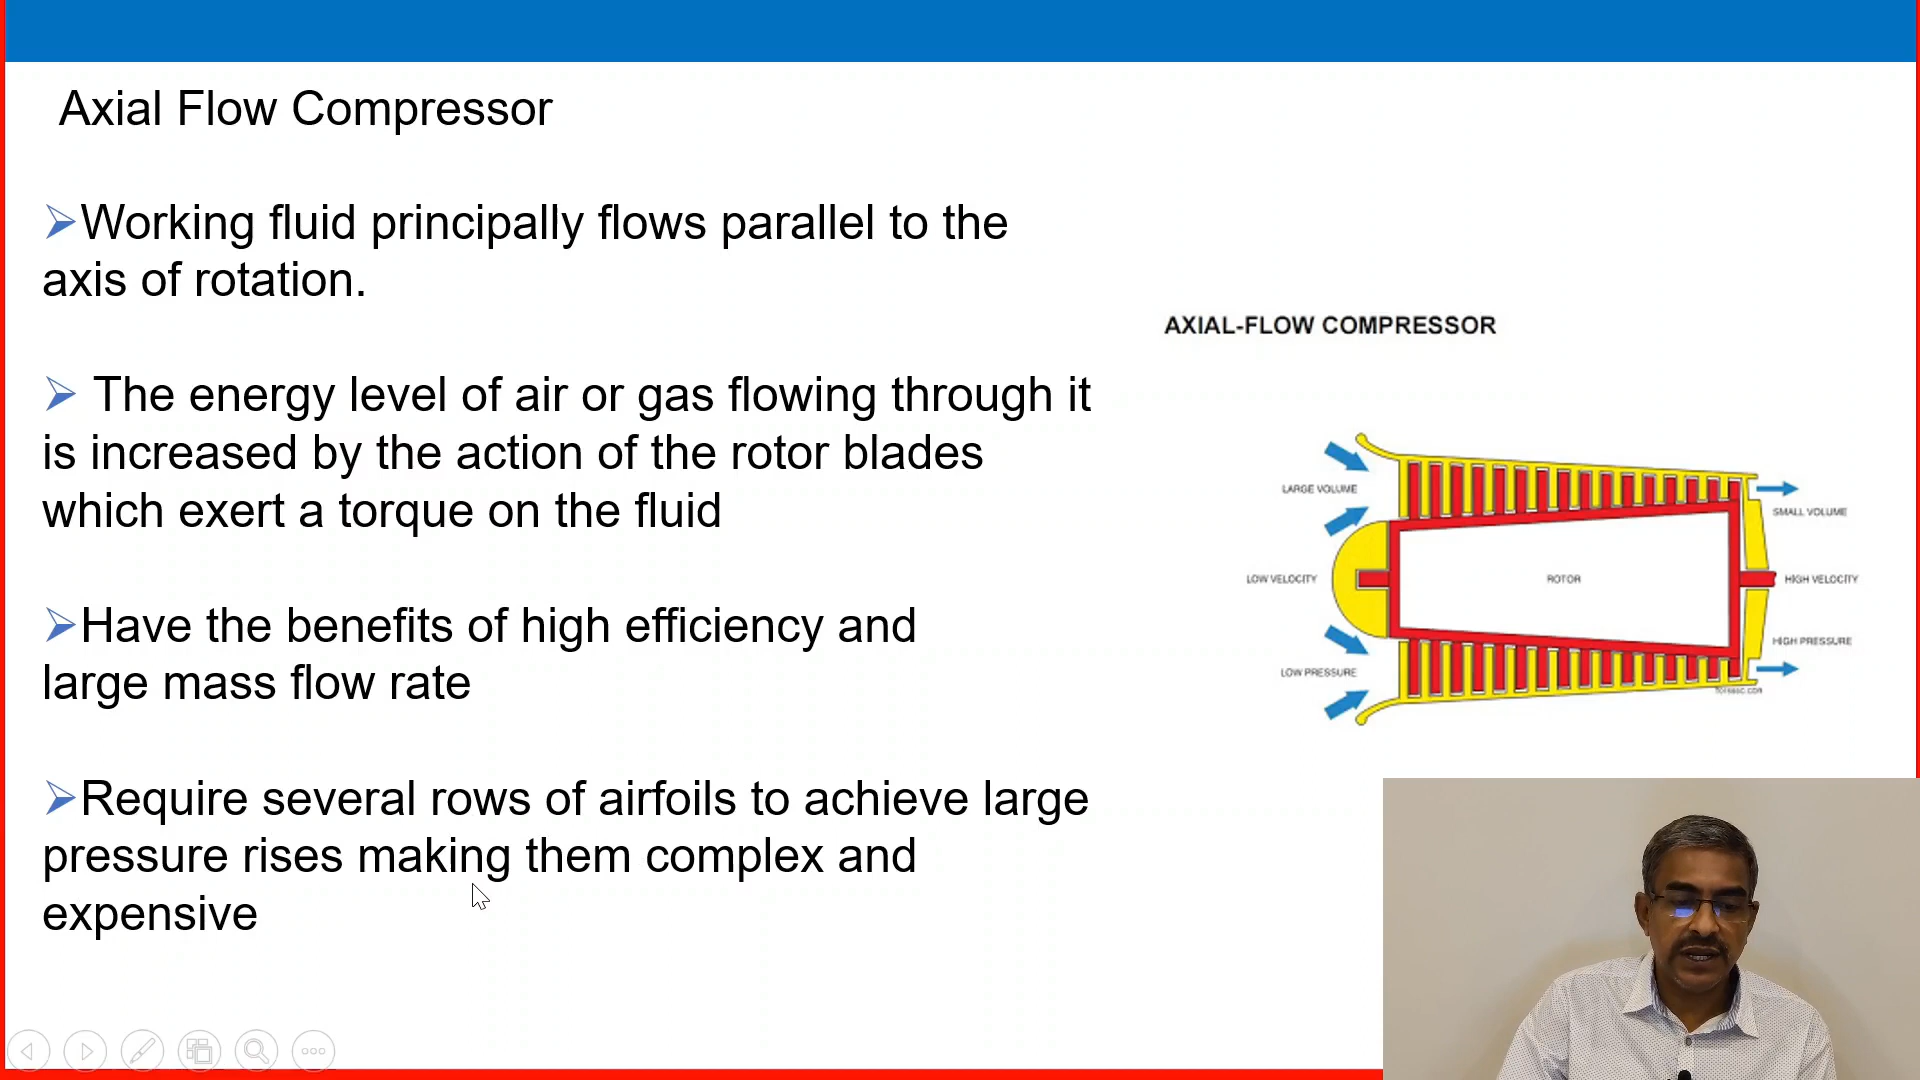 Axial Flow Compressor
➢Working fluid principally flows parallel to the
axis of rotation.
➢ The energy level of air or gas flowing through it
is increased by the action of the rotor blades
which exert a torque on the fluid
➢Have the benefits of high efficiency and
large mass flow rate
➢Require several rows of airfoils to achieve large
pressure rises making them complex and
expensive
AXIAL-FLOW COMPRESSOR
LARGE VOLUME
SMALL VOLUME
LOW VELOCITY
ROTOR
HIGH VELOCITY
HIGH PRESSURE
LOW PRESSURE